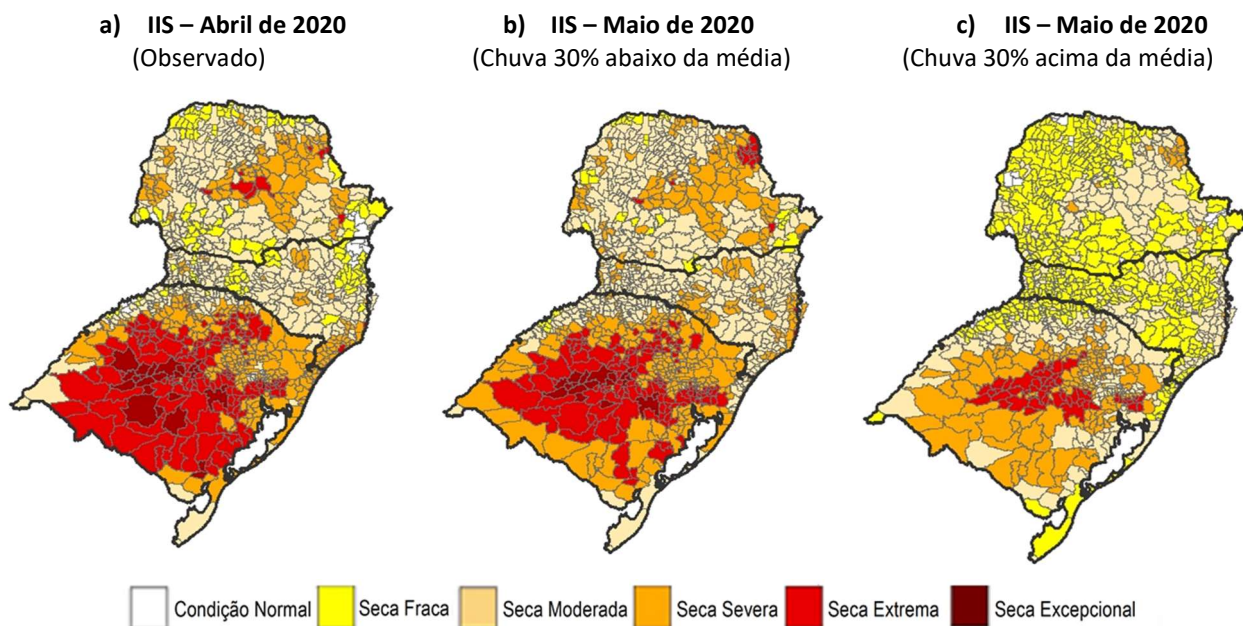 a) IIS – Abril de 2020
(Observado)
b) IIS – Maio de 2020
(Chuva 30% abaixo da média)
c) IIS – Maio de 2020
(Chuva 30% acima da média)
Condição Normal Seca Fraca Seca Moderada Seca Severa Seca Extrema Seca Excepcional